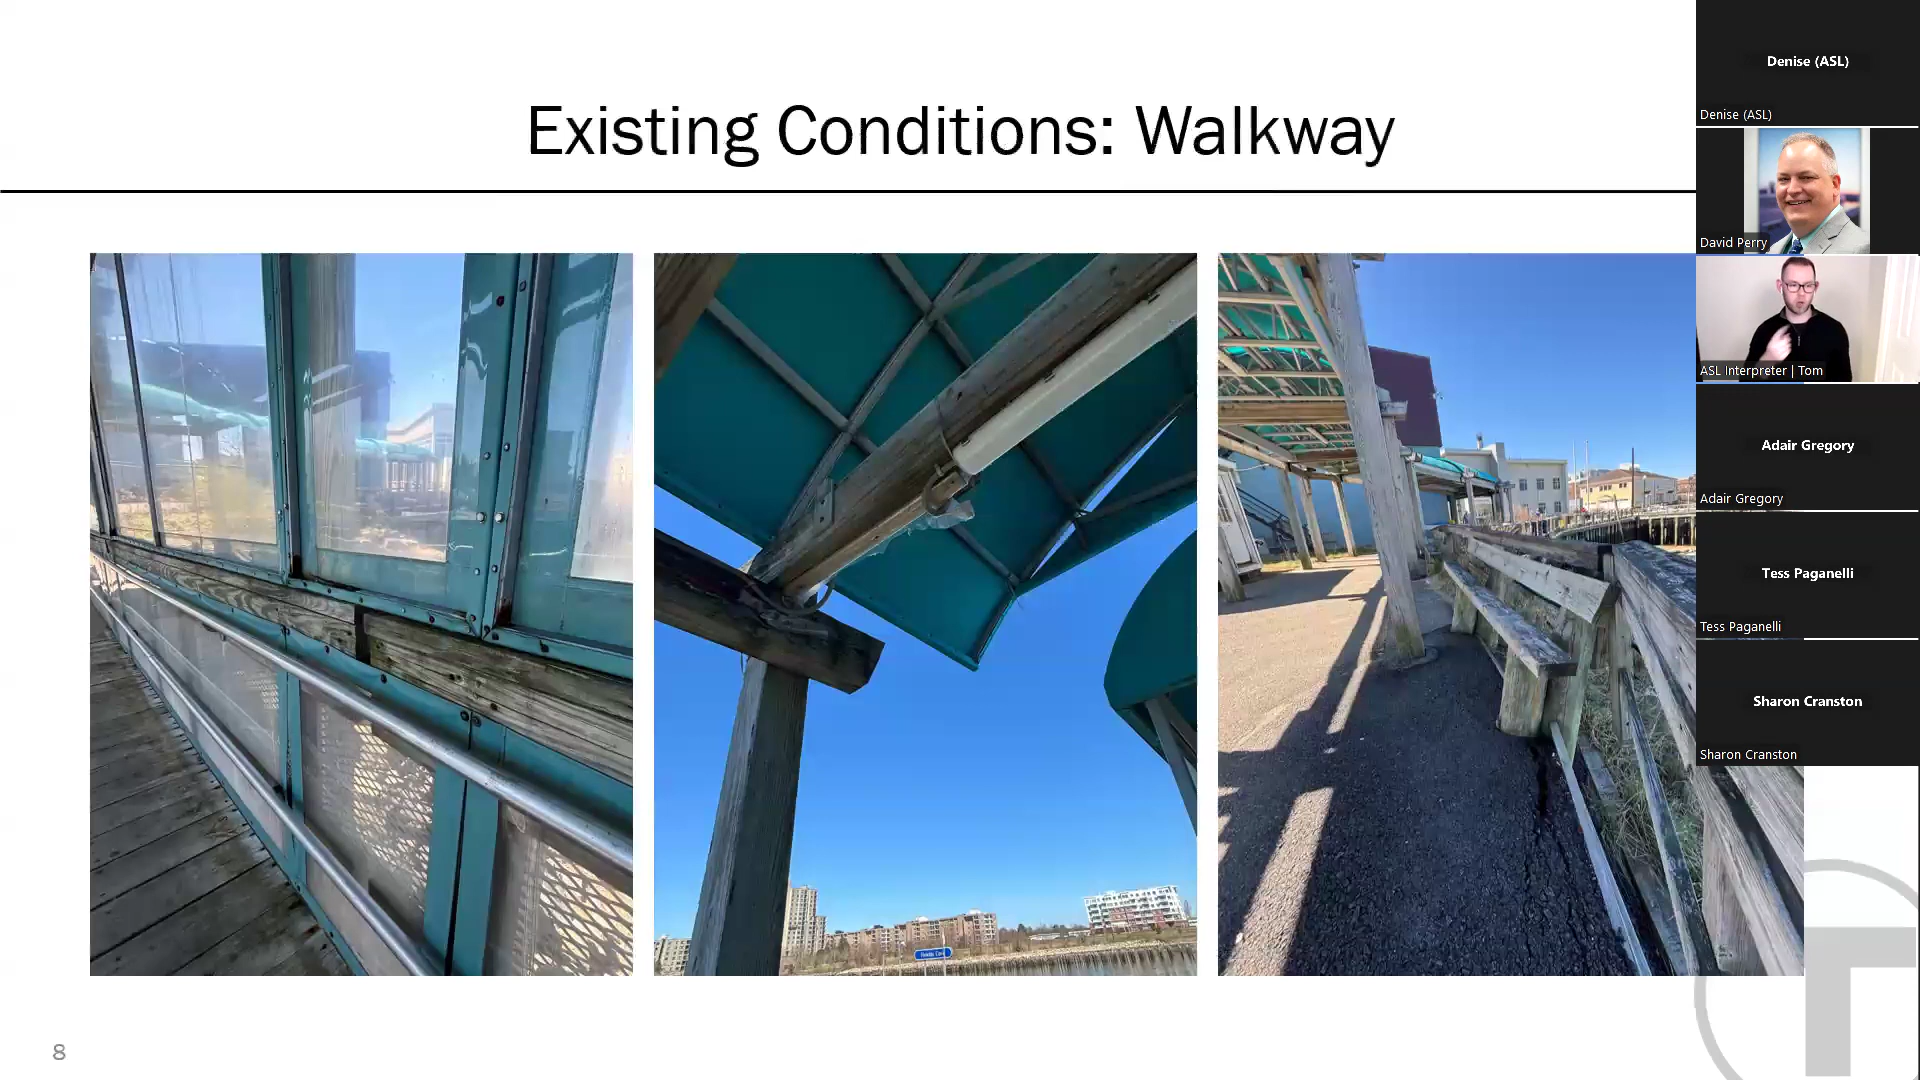 Existing Conditions: Walkway
Denise (ASL)
Denise (ASL)
David Perry
ASL Interpreter | Tom
Adair Gregory
Adair Gregory
Tess Paganelli
Tess Paganelli
Sharon Cranston
Sharon Cranston
8
T